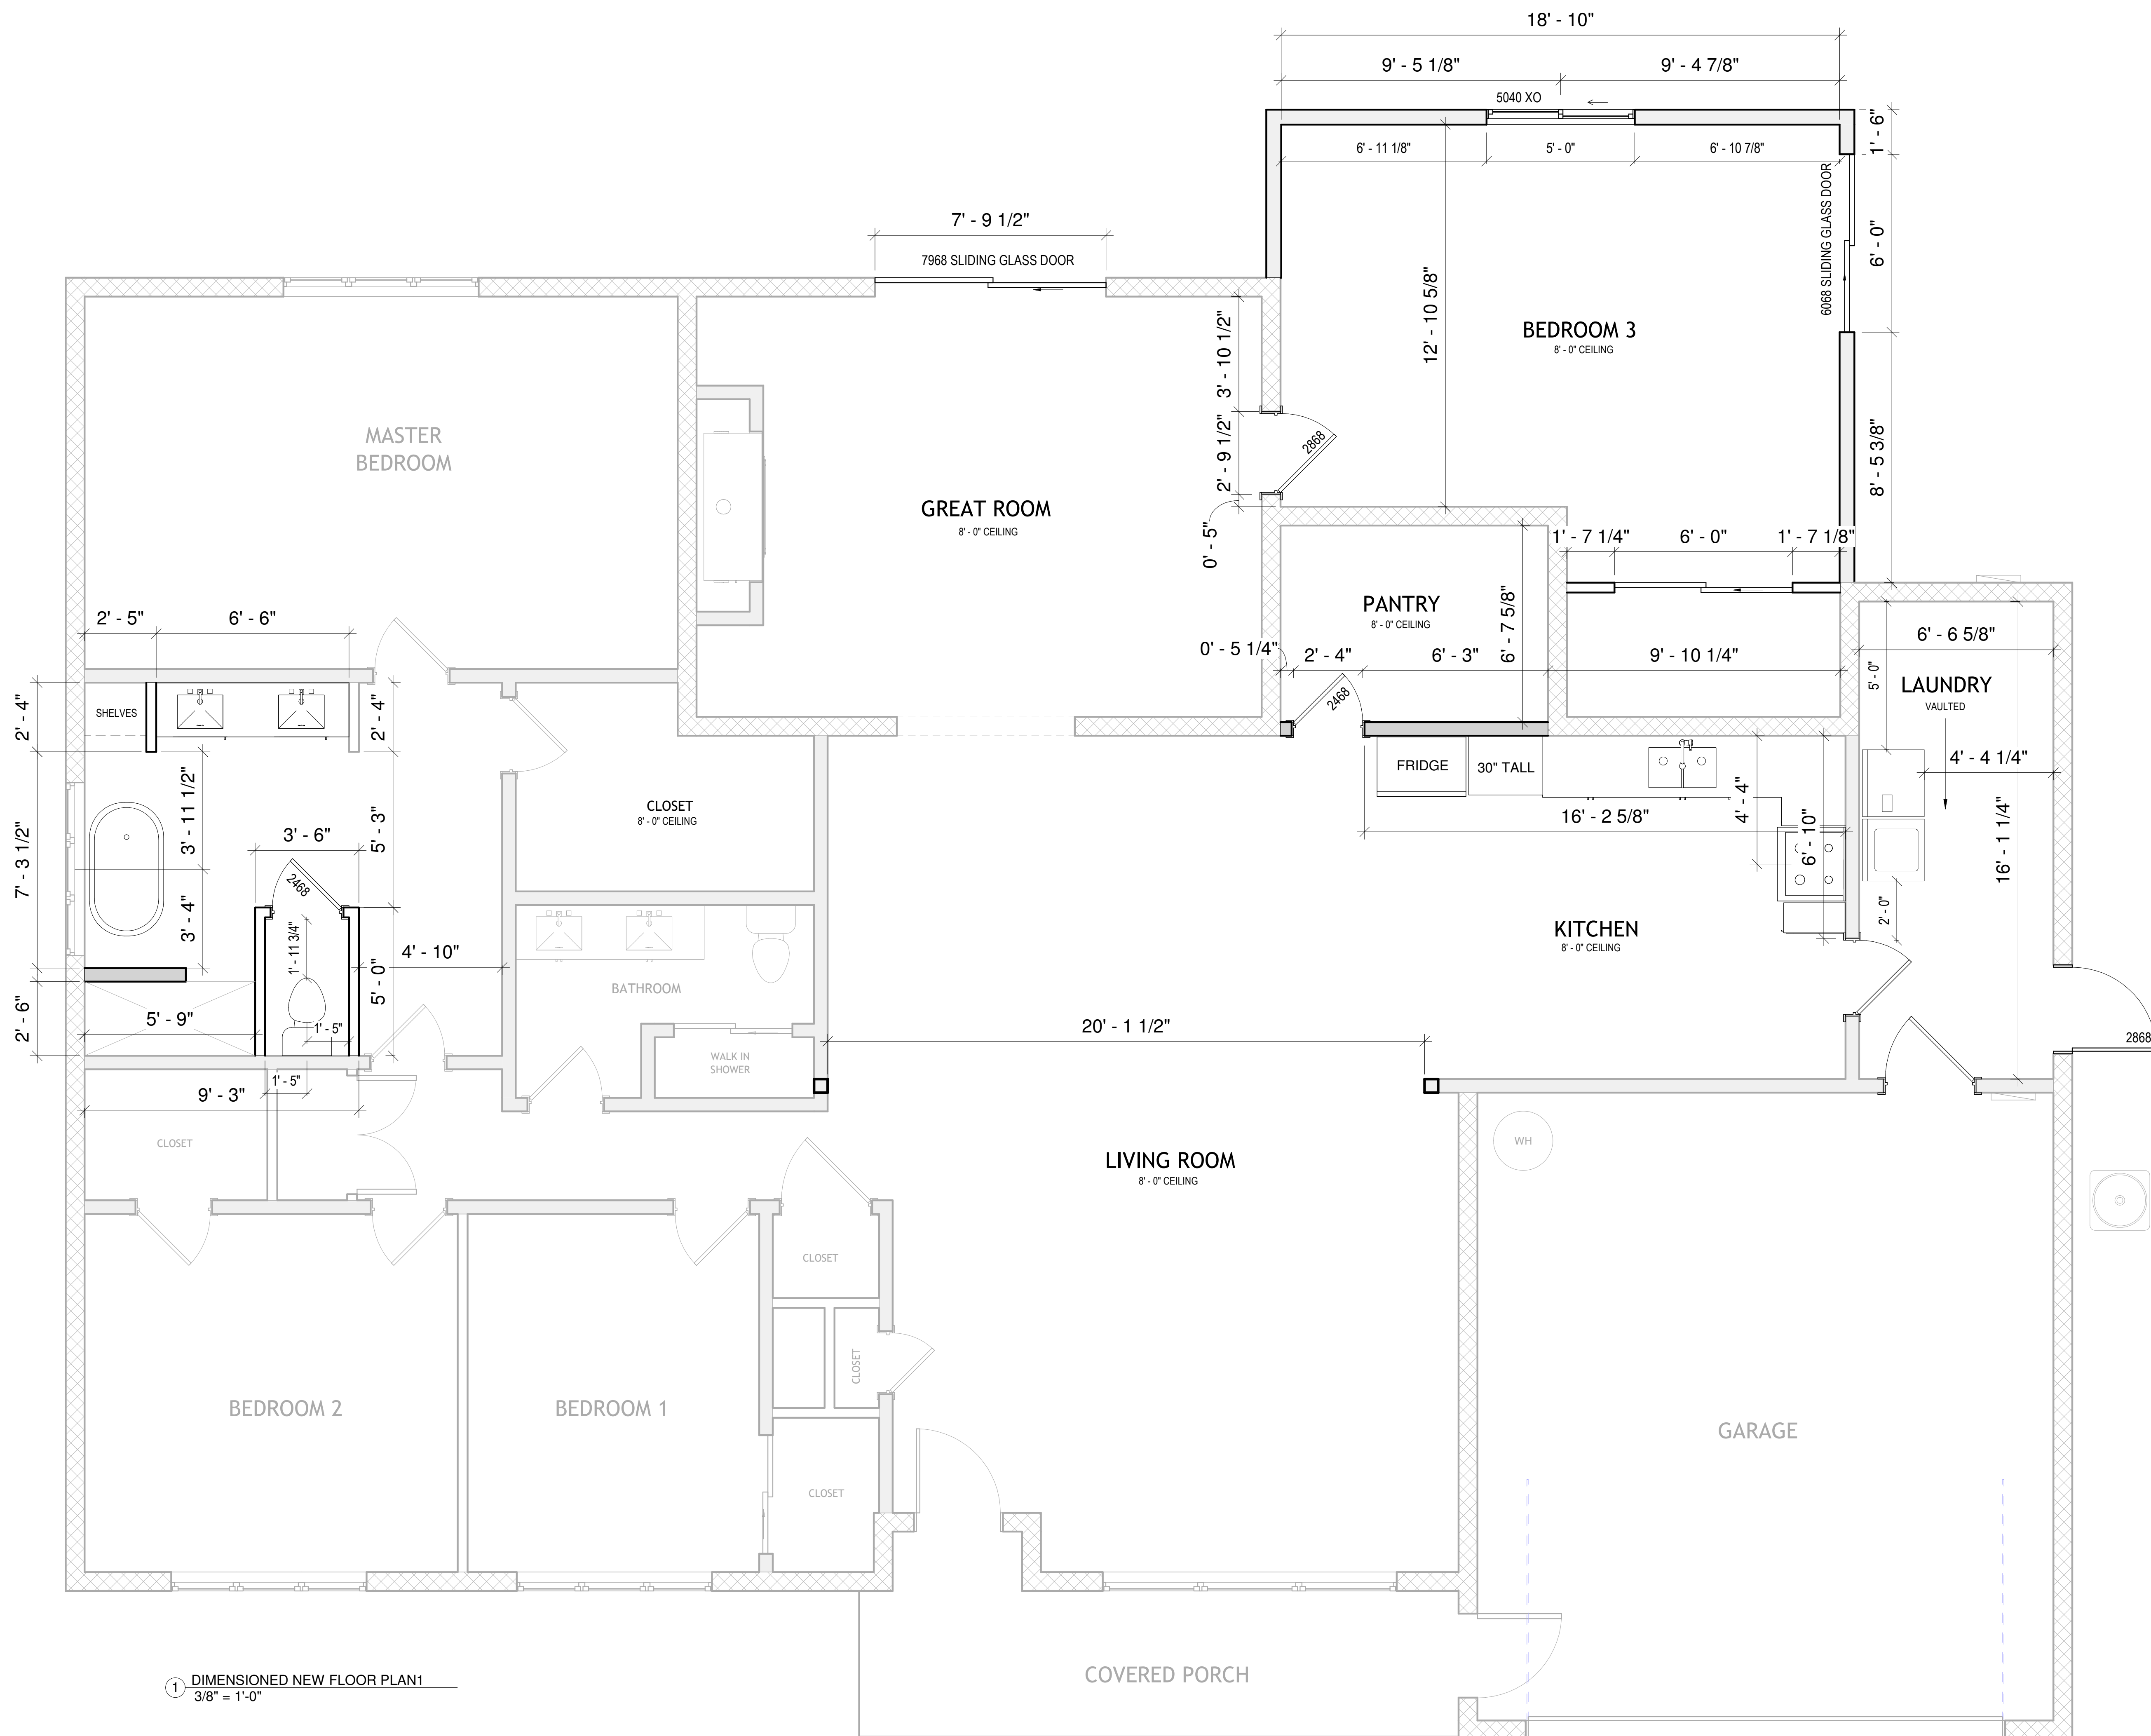 18' - 10"
9' - 5 1/8"
9' - 4 7/8"
5040 XO
1' - 6"
6' - 11 1/8"
5' - 0"
6' - 10 7/8"
6068 SLIDING GLASS DOOR
6' - 0"
7' - 9 1/2"
7968 SLIDING GLASS DOOR
12' - 10 5/8"
3' - 10 1/2"
BEDROOM 3
8' - 0" CEILING
MASTER
BEDROOM
2868
2' - 9 1/2"
8' - 5 3/8"
GREAT ROOM
8' - 0" CEILING
0' - 5"
1' - 7 1/4"
6' - 0"
1' - 7 1/8"
PANTRY
8' - 0" CEILING
6' - 7 5/8"
2' - 5"
6' - 6"
0' - 5 1/4"
2' - 4"
6' - 3"
9' - 10 1/4"
6' - 6 5/8"
5' - 0"
LAUNDRY
VAULTED
2468
2' - 4"
SHELVES
2' - 4"
FRIDGE
30" TALL
4' - 4 1/4"
4' - 4"
CLOSET
8' - 0" CEILING
3' - 11 1/2"
16' - 2 5/8"
6' - 10"
16' - 1 1/4"
7' - 3 1/2"
3' - 6"
5' - 3"
2468
3' - 4"
2' - 0"
KITCHEN
8' - 0" CEILING
1' - 11 3/4"
4' - 10"
5' - 0"
BATHROOM
2' - 6"
5' - 9"
1' - 5"
20' - 1 1/2"
2868
WALK IN
SHOWER
1' - 5"
9' - 3"
CLOSET
WH
LIVING ROOM
8' - 0" CEILING
CLOSET
CLOSET
BEDROOM 2
BEDROOM 1
GARAGE
CLOSET
COVERED PORCH
1
DIMENSIONED NEW FLOOR PLAN1
3/8" = 1'-0"